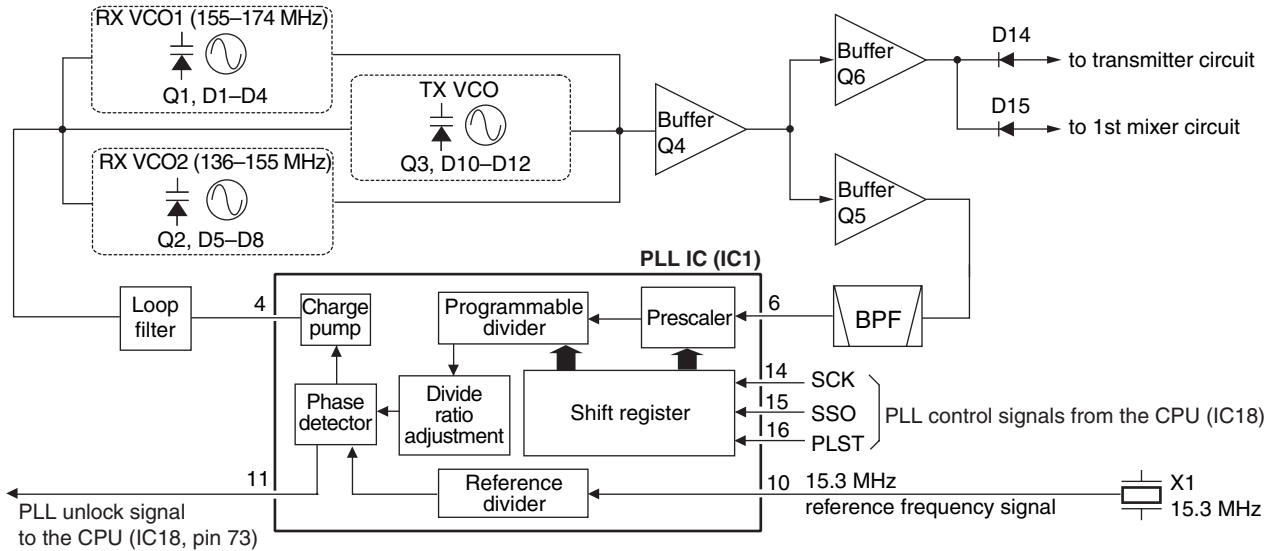 RX VCO1 (155–174 MHz)
Q1, D1–D4
TX VCO
Q3, D10–D12
RX VCO2 (136–155 MHz)
Q2, D5–D8
Buffer
Q4
Buffer
Q6
Buffer
Q5
D14
to transmitter circuit
D15
to 1st mixer circuit
PLL IC (IC1)
Loop
filter
4
Charge
pump
Programmable
divider
Prescaler
6
BPF
Phase
detector
Divide
ratio
adjustment
Shift register
14
SCK
15
SSO
16
PLST
PLL control signals from the CPU (IC18)
11
PLL unlock signal
to the CPU (IC18, pin 73)
Reference
divider
10
15.3 MHz
reference frequency signal
X1
15.3 MHz